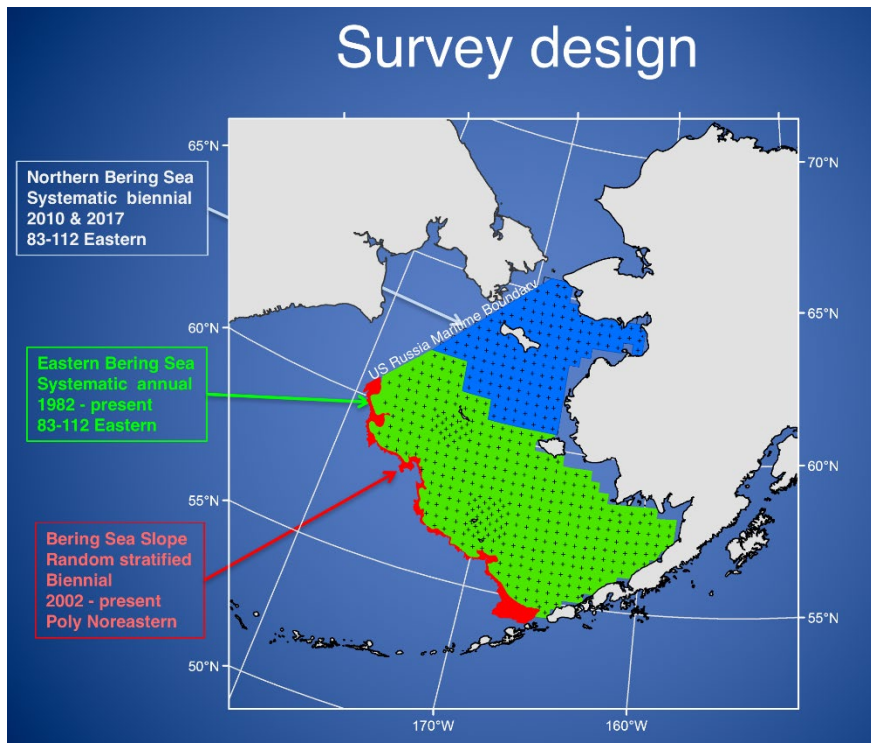 Survey design
65°N
70°N
Northern Bering Sea
Systematic biennial
2010 & 2017
83-112 Eastern
US Russia Maritime Boundary
60°N
65°N
Eastern Bering Sea
Systematic annual
1982 - present
83-112 Eastern
55°N
60°N
Bering Sea Slope
Random stratified
Biennial
2002 - present
Poly Noreastern
50°N
55°N
170°W
160°W